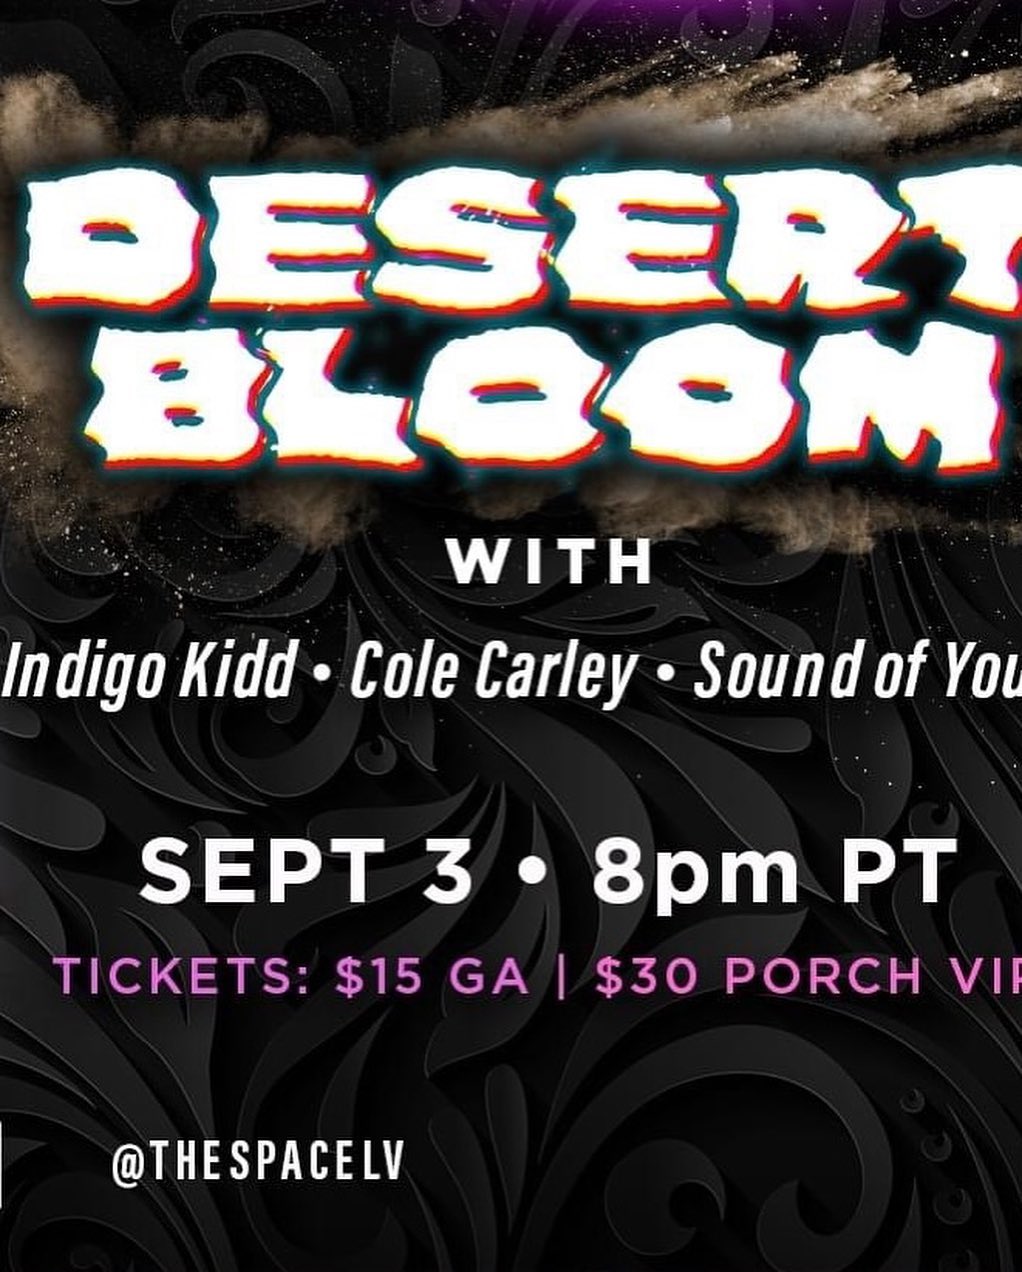 DESERT
BLOOM
WITH
Indigo Kidd • Cole Carley • Sound of You
SEPT 3 • 8pm PT
TICKETS: $15 GA | $30 PORCH VIP
@THESPACELV